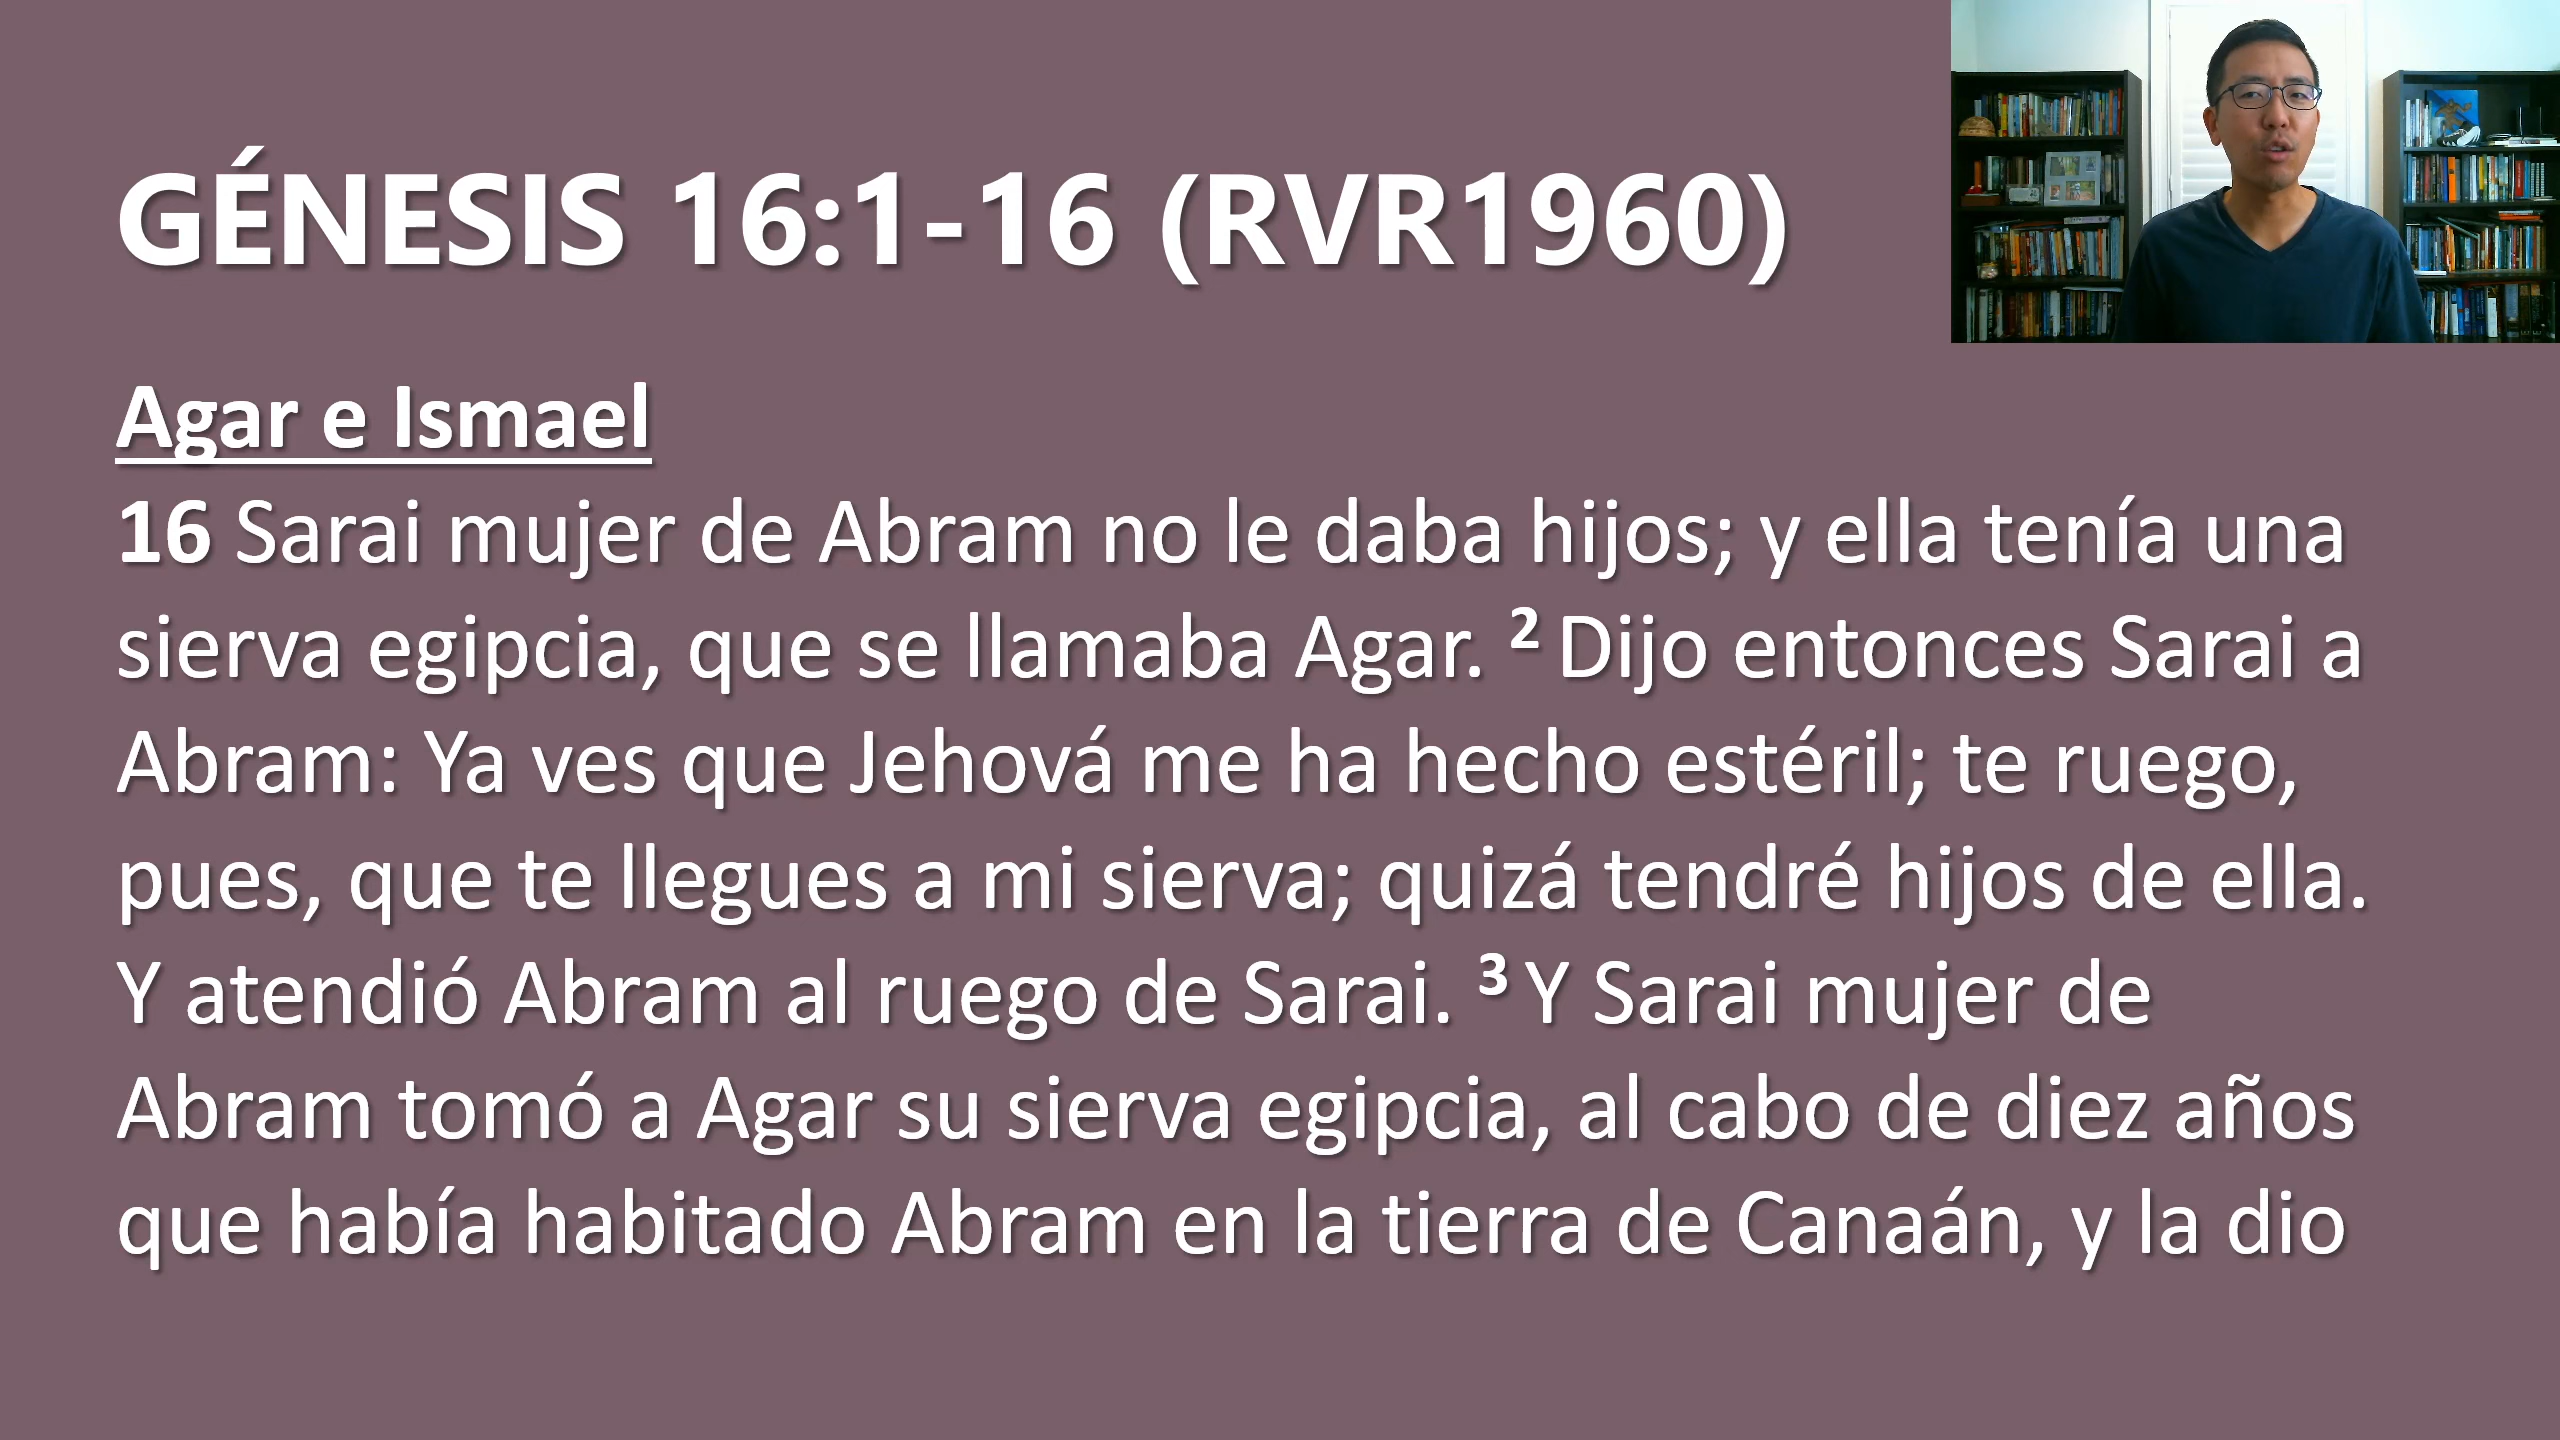 GÉNESIS 16:1-16 (RVR1960)
Agar e Ismael
16 Sarai mujer de Abram no le daba hijos; y ella tenía una
sierva egipcia, que se llamaba Agar. 2 Dijo entonces Sarai a
Abram: Ya ves que Jehová me ha hecho estéril; te ruego,
pues, que te llegues a mi sierva; quizá tendré hijos de ella.
Y atendió Abram al ruego de Sarai. 3 Y Sarai mujer de
Abram tomó a Agar su sierva egipcia, al cabo de diez años
que había habitado Abram en la tierra de Canaán, y la dio